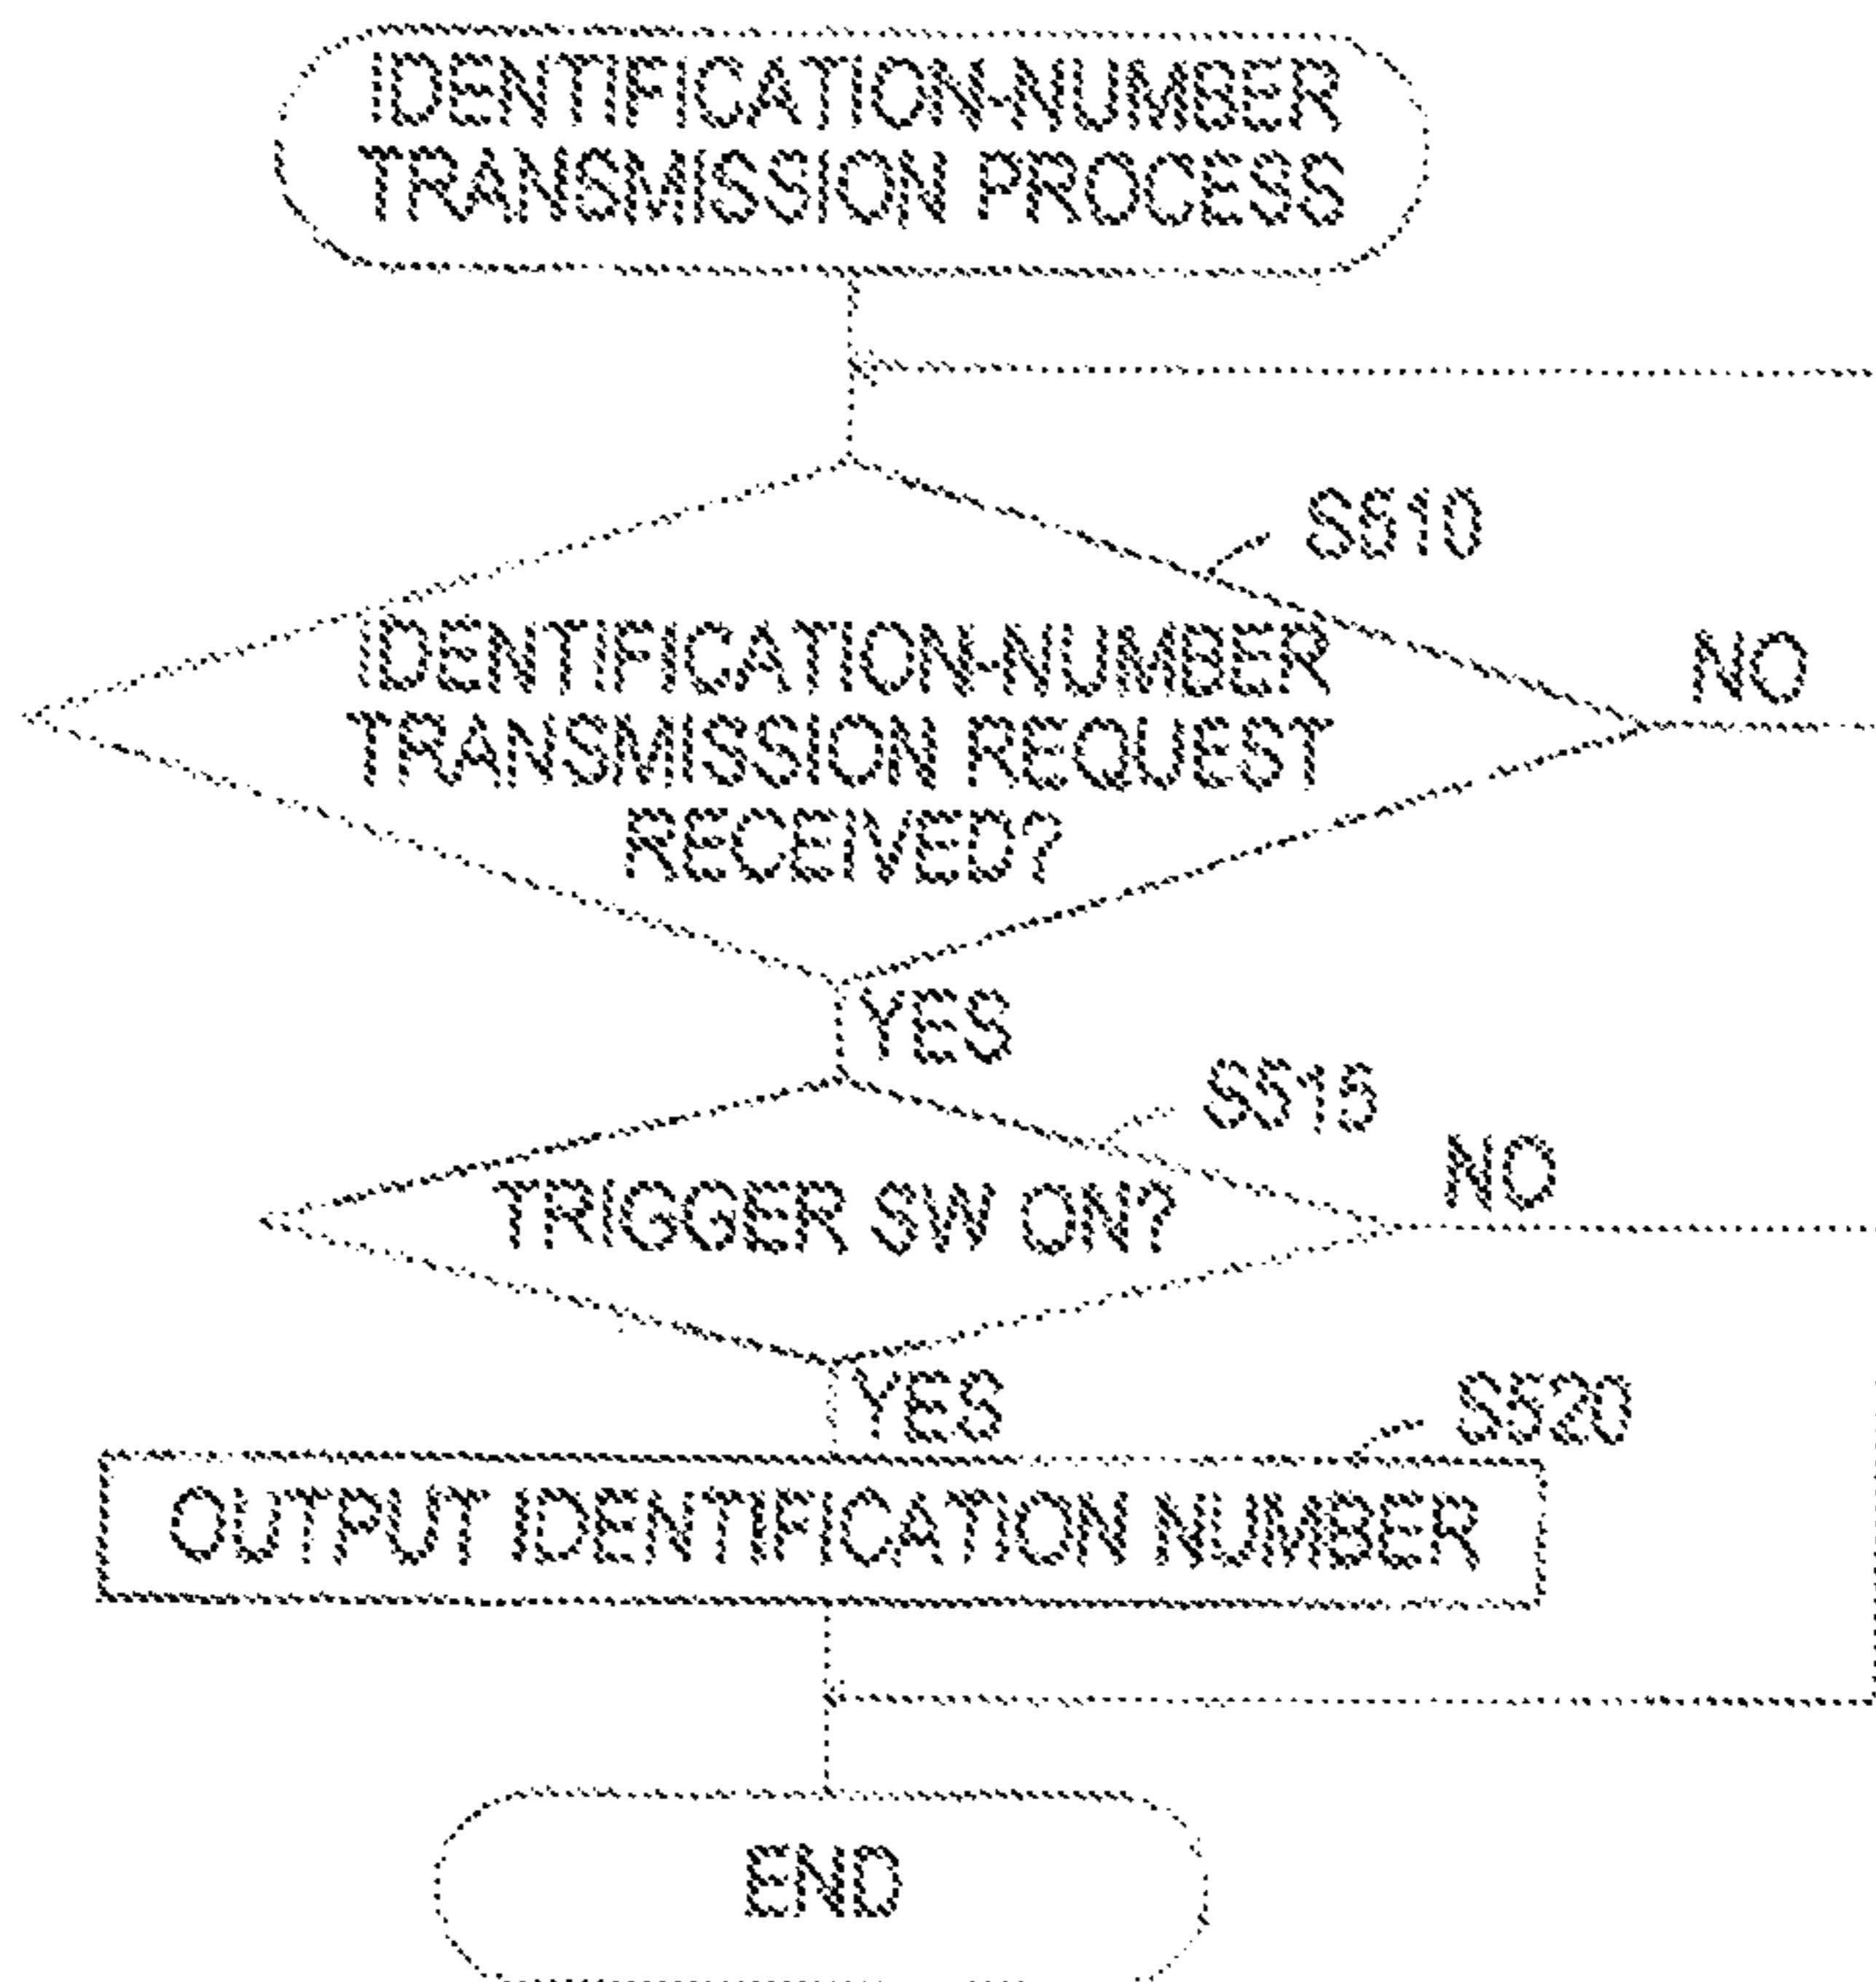 IDENTIFICATION-NUMBER
TRANSMISSION PROCESS
S510
IDENTIFICATION-NUMBER
TRANSMISSION REQUEST
RECEIVED?
NO
YES
S515
TRIGGER SW ON?
NO
YES
S520
OUTPUT IDENTIFICATION NUMBER
END